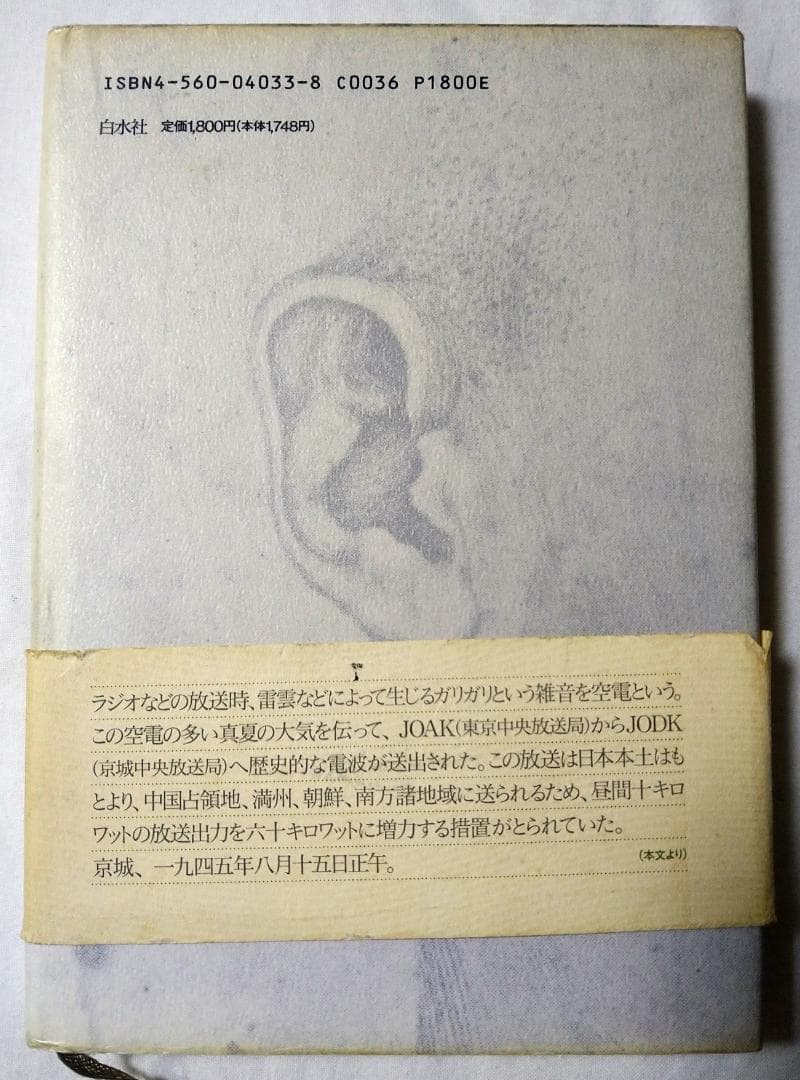 ISBN4-560-04033-8 C0036 P1800E
白水社 定価1,800円(本体1,748円)
ラジオなどの放送時、雷雲などによって生じるガリガリという雑音を空電という。
この空電の多い真夏の大気を伝って、JOAK(東京中央放送局)からJODK
(京城中央放送局)へ歴史的な電波が送出された。この放送は日本本土はも
とより、中国占領地、満州、朝鮮、南方諸地域に送られるため、昼間十キロ
ワットの放送出力を六十キロワットに増力する措置がとられていた。
京城、一九四五年八月十五日正午。
(本文より)